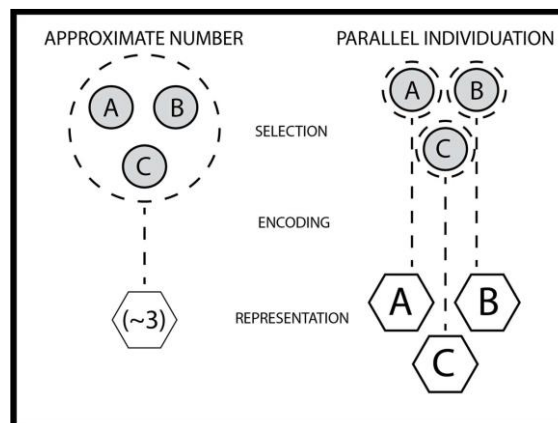 APPROXIMATE NUMBER
PARALLEL INDIVIDUATION
A B
A B
C
C
SELECTION
ENCODING
REPRESENTATION
(~3)
A B
C